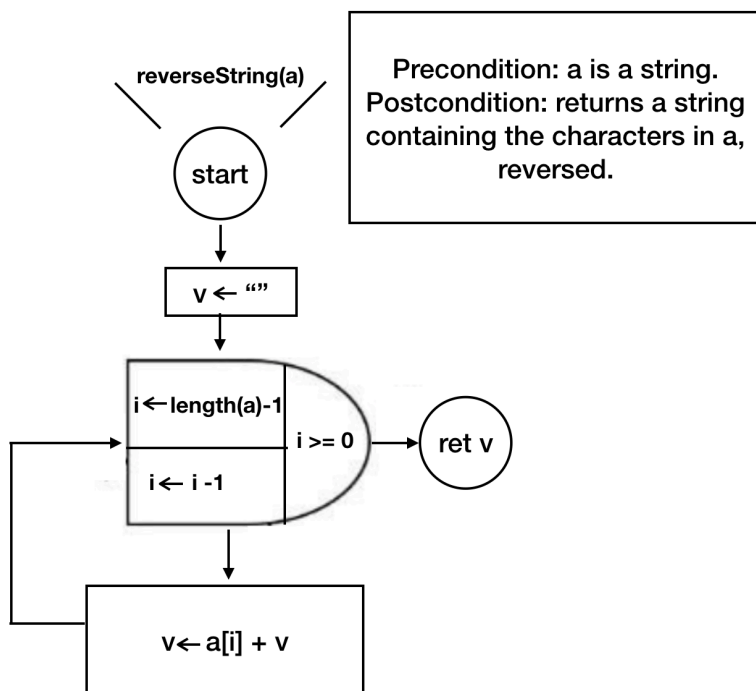 reverseString(a)
Precondition: a is a string.
Postcondition: returns a string
containing the characters in a,
reversed.
start
v ← “”
i ← length(a)-1
i >= 0
ret v
i ← i -1
v ← a[i] + v